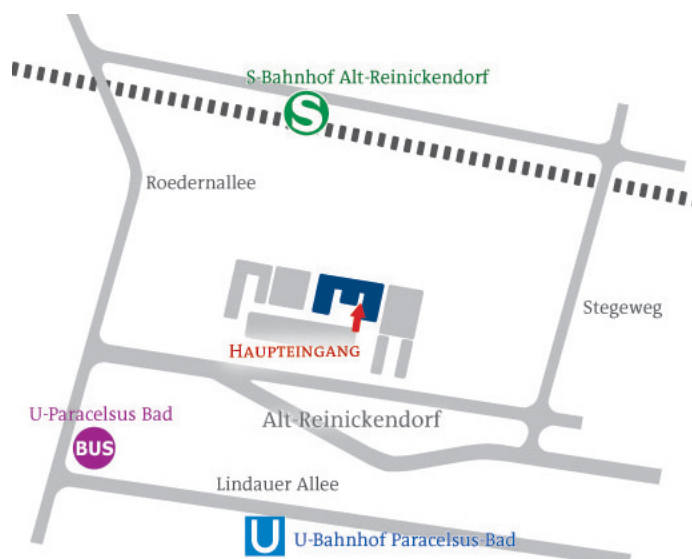 S-Bahnhof Alt-Reinickendorf
S
Roedernallee
Stegeweg
HAUPTEINGANG
U-Paracelsus Bad
BUS
Alt-Reinickendorf
Lindauer Allee
U
U-Bahnhof Paracelsus-Bad